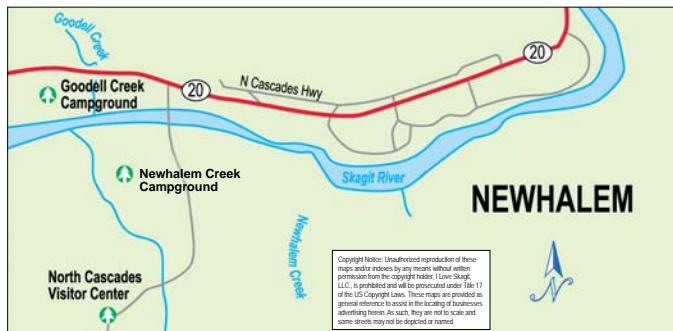 Goodell
Creek
20
Goodell Creek
Campground
20
N Cascades Hwy
Newhalem Creek
Campground
Skagit River
NEWHALEM
Newhalem
Creek
North Cascades
Visitor Center
Copyright Notice: Unauthorized reproduction of these
maps and/or indexes by any means without written
permission from the copyright holder, I Love Skagit,
LLC., is prohibited and will be prosecuted under Title 17
of the US Copyright Laws. These maps are provided as
general reference to assist in the locating of businesses
advertising herein. As such, they are not to scale and
some streets may not be depicted or named.
N